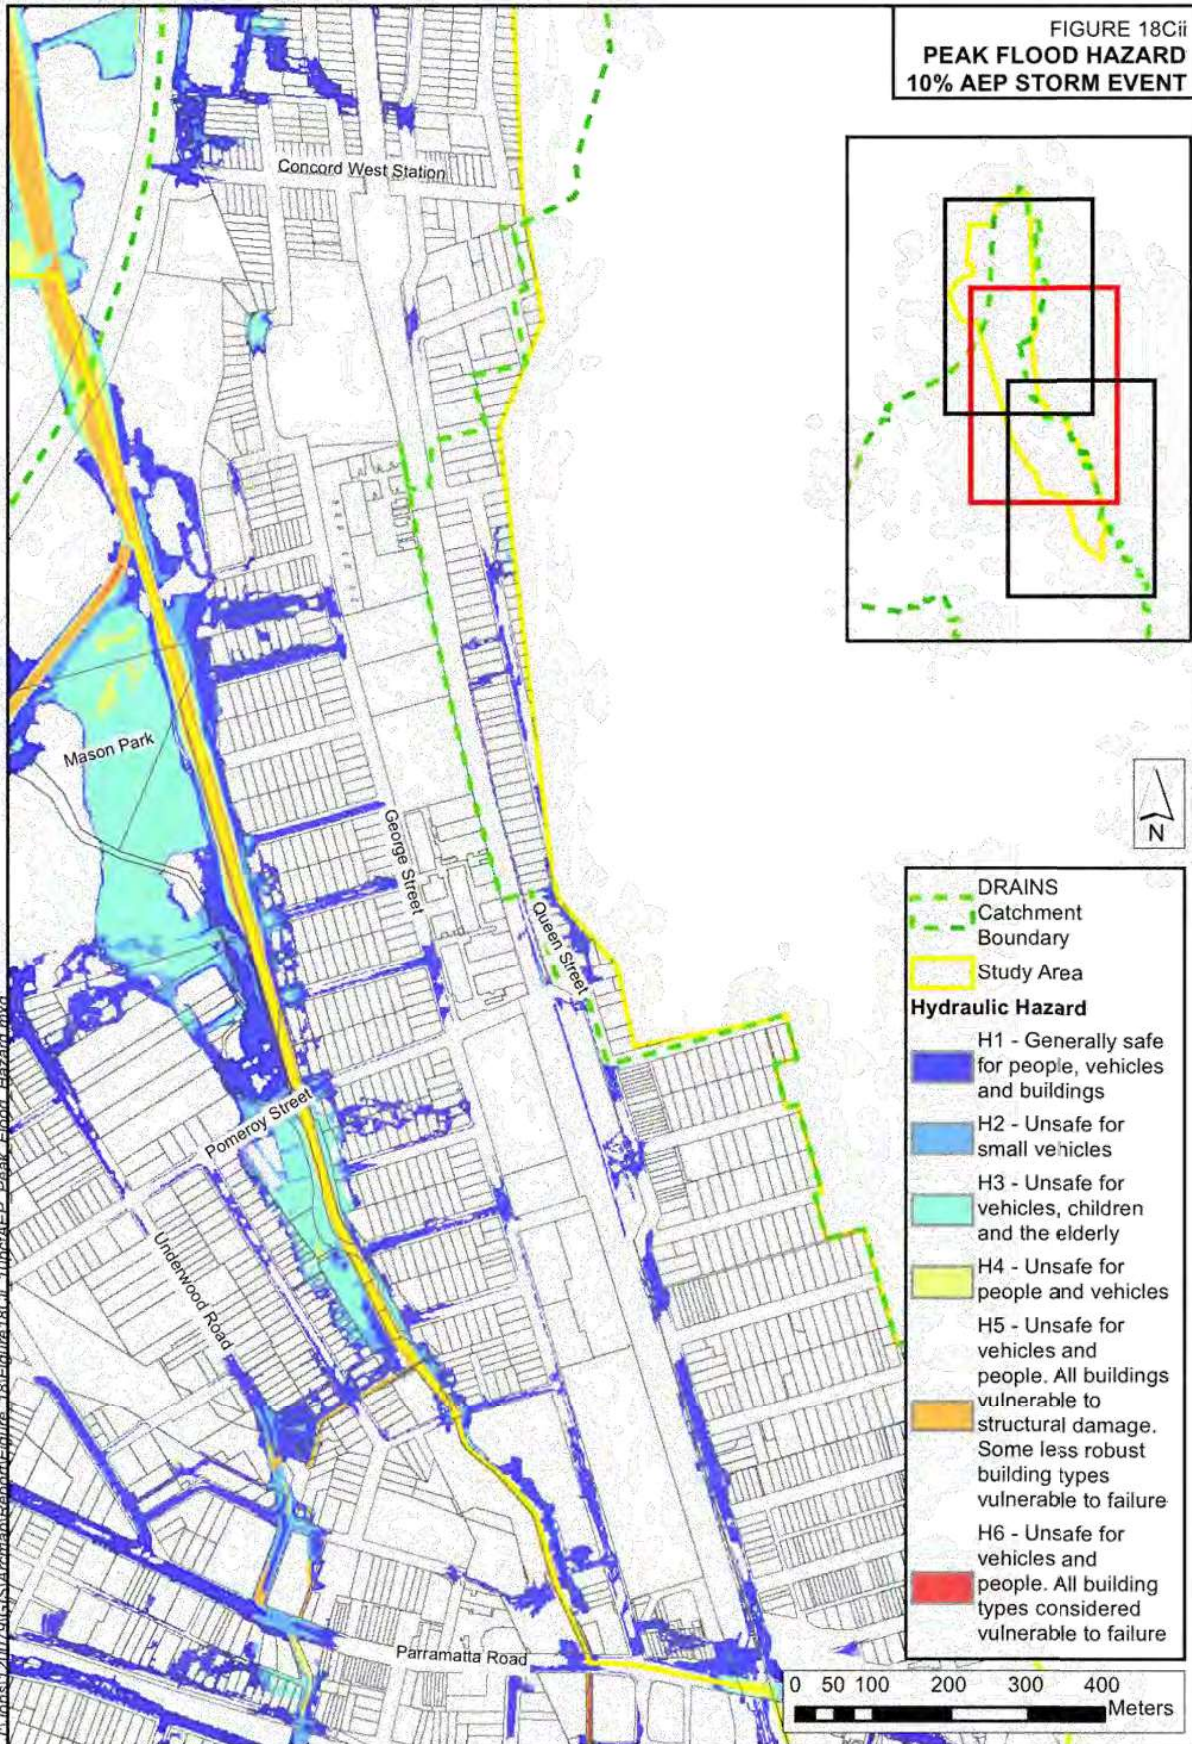 FIGURE 18Cii
PEAK FLOOD HAZARD
10% AEP STORM EVENT
Concord West Station
Mason Park
George Street
Queen Street
Pomeroy Street
Underwood Road
Parramatta Road
N
DRAINS
Catchment
Boundary
Study Area
Hydraulic Hazard
H1 - Generally safe
for people, vehicles
and buildings
H2 - Unsafe for
small vehicles
H3 - Unsafe for
vehicles, children
and the elderly
H4 - Unsafe for
people and vehicles
H5 - Unsafe for
vehicles and
people. All buildings
vulnerable to
structural damage.
Some less robust
building types
vulnerable to failure
H6 - Unsafe for
vehicles and
people. All building
types considered
vulnerable to failure
0 50 100 200 300 400
Meters